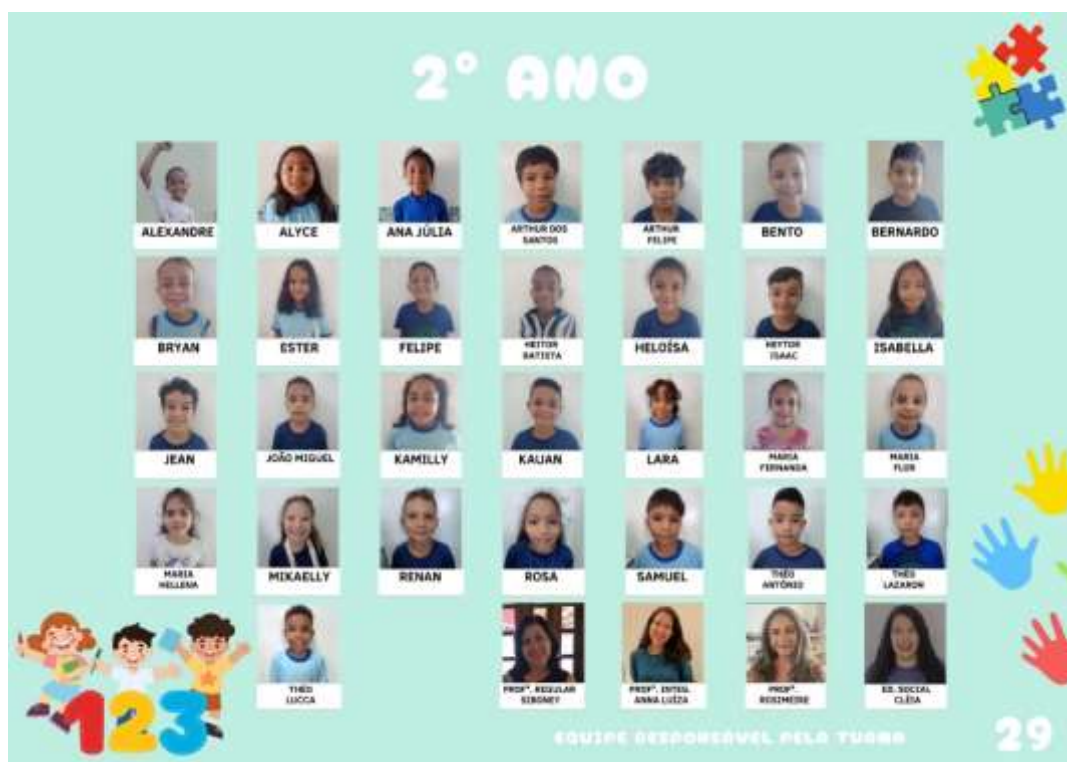 2° ANO
ALEXANDRE
ALYCE
ANA JÚLIA
ARTHUR DOS
SANTOS
ARTHUR
FILIPE
BENTO
BERNARDO
BRYAN
ESTER
FELIPE
HEITOR
BATISTA
HELOÍSA
HEYTOR
ISAAC
ISABELLA
JEAN
JOÃO MIGUEL
KAMILLY
KAUAN
LARA
MARIA
FERNANDA
MARIA
FLOR
MARIA
HELLENA
MIKAELLY
RENAN
ROSA
SAMUEL
THÉO
ANTÔNIO
THÉO
LAZARON
THÉO
LUCCA
PROFª. REGULAR
SIBONEY
PROFª. INTEG.
ANNA LUÍZA
PROFª.
ROSIMEIRE
ED. SOCIAL
CLÉIA
123
EQUIPE RESPONSÁVEL PELA TURMA
29